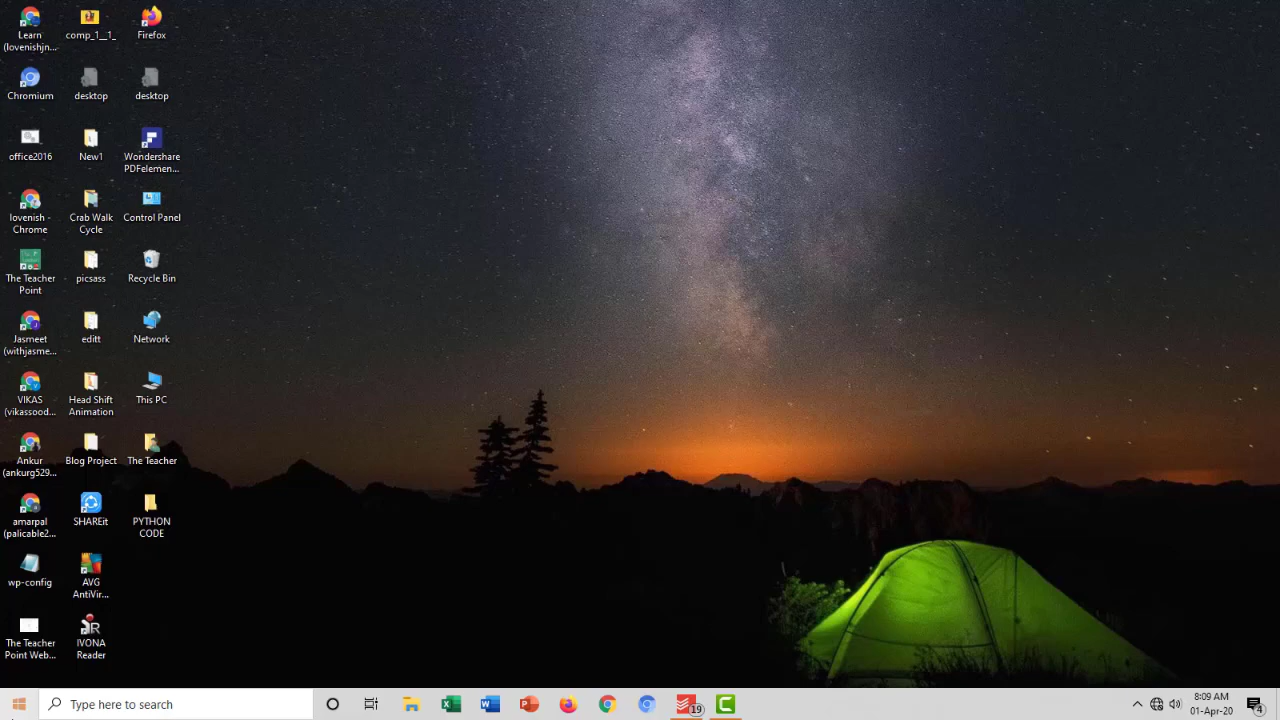 Learn
(lovenishjn...
comp_1__1_
Firefox
Chromium
desktop
desktop
office2016
New1
Wondershare
PDFelemen...
lovenish -
Chrome
Crab Walk
Cycle
Control Panel
The Teacher
Point
picsass
Recycle Bin
Jasmeet
(withjasme...
editt
Network
VIKAS
(vikassood...
Head Shift
Animation
This PC
Ankur
(ankurg529...
Blog Project
The Teacher
amarpal
(palicable2...
SHAREit
PYTHON
CODE
wp-config
AVG
AntiVir...
The Teacher
Point Web...
IVONA
Reader
Type here to search
19
8:09 AM
01-Apr-20
4